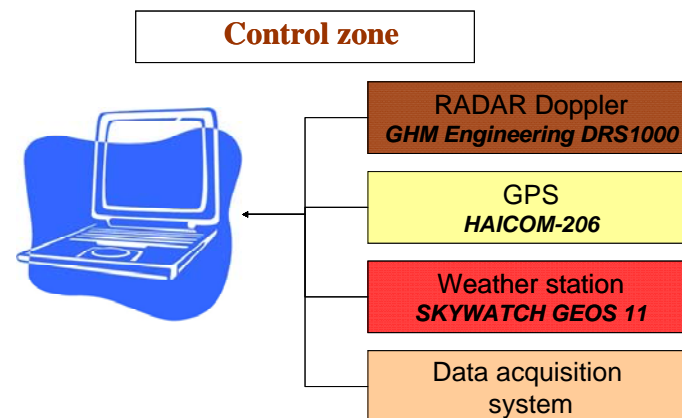 Control zone
RADAR Doppler
GHM Engineering DRS1000
GPS
HAICOM-206
Weather station
SKYWATCH GEOS 11
Data acquisition
system